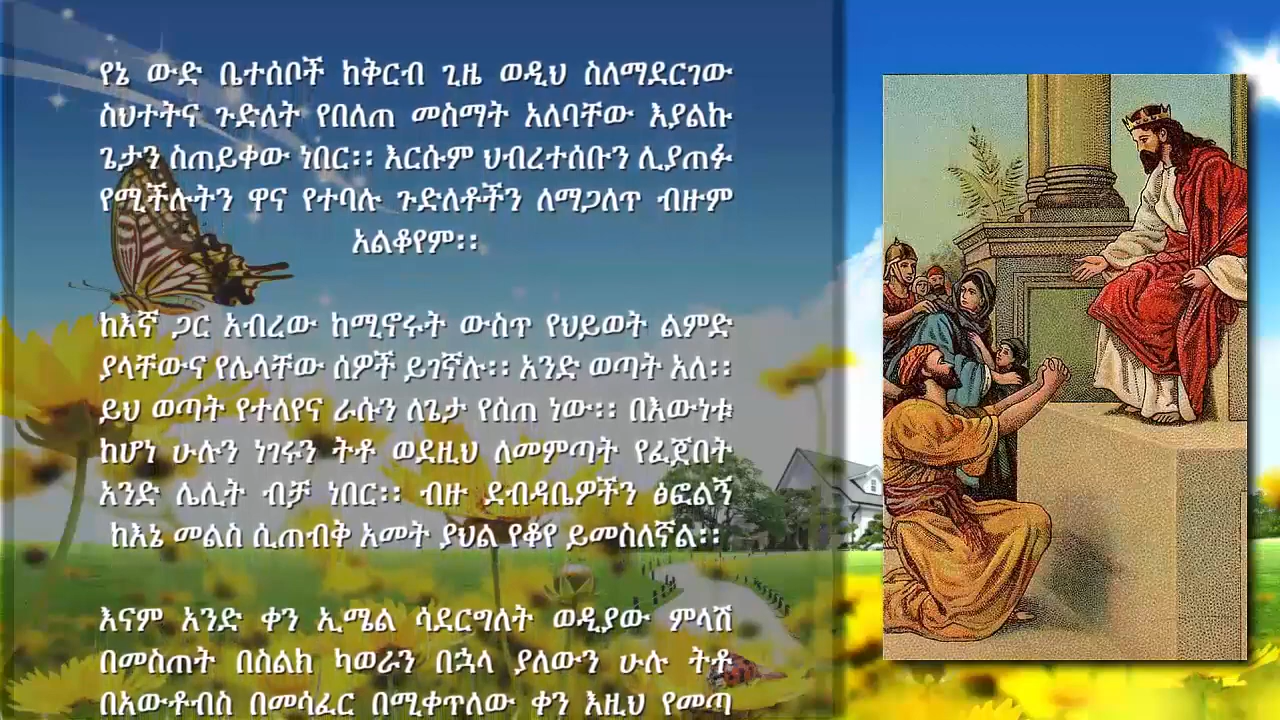 የኔ ውድ ቤተሰቦች ከቅርብ ጊዜ ወዲህ ስለማደርገው
ስህተትና ጉድለት የበለጠ መስማት አለባቸው እያልኩ
ጌታን ስጠይቀው ነበር፡፡ እርሱም ህብረተሰቡን ሊያጠፉ
የሚችሉትን ዋና የተባሉ ጉድለቶችን ለሚጋለጥ ብዙም
አልቆየም፡፡
ከእኛ ጋር አብረው ከሚኖሩት ውስጥ የህይወት ልምድ
ያላቸውና የሌላቸው ሰዎች ይገኛሉ፡፡ አንድ ወጣት አለ፡፡
ይህ ወጣት የተለየና ራሱን ለጌታ የሰጠ ነው፡፡ በእውነቱ
ከሆነ ሁሉን ነገሩን ትቶ ወደዚህ ለመምጣት የፈጀበት
አንድ ሌሊት ብቻ ነበር፡፡ ብዙ ደብዳቤዎችን ፅፎልኝ
ከእኔ መልስ ሲጠብቅ አመት ያህል የቆየ ይመስለኛል፡፡
እናም አንድ ቀን ኢሜል ሳደርግለት ወዲያው ምላሽ
በመስጠት በስልክ ካወራን በኋላ ያለውን ሁሉ ትቶ
በአውቶብስ በመሳፈር በሚቀጥለው ቀን እዚህ የመጣ